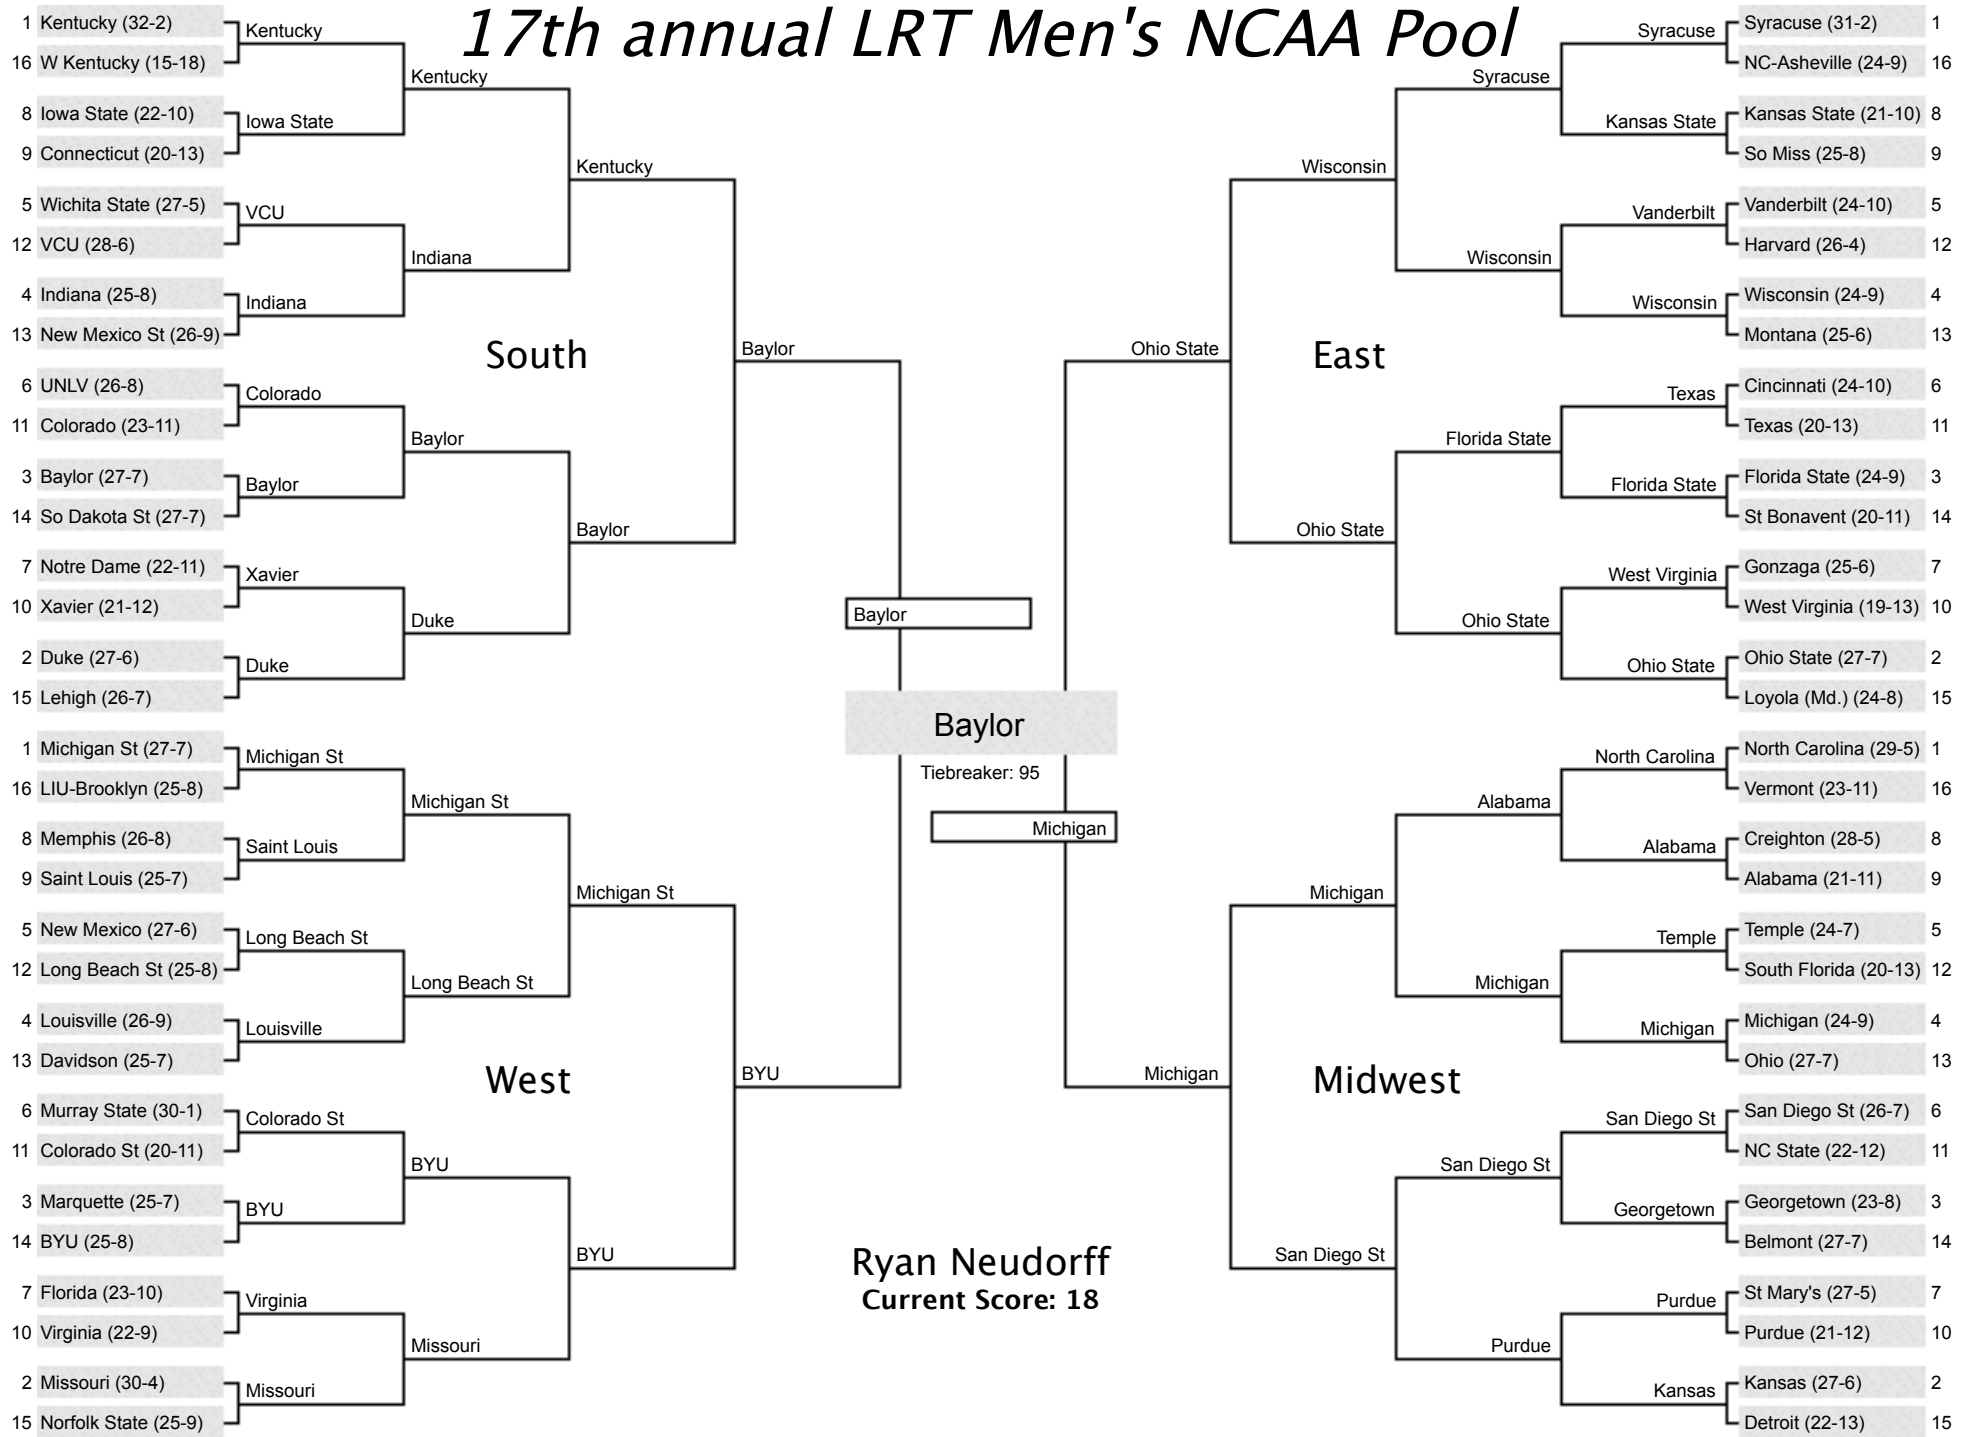 17th annual LRT Men's NCAA Pool
1 Kentucky (32-2)
16 W Kentucky (15-18)
8 Iowa State (22-10)
9 Connecticut (20-13)
5 Wichita State (27-5)
12 VCU (28-6)
4 Indiana (25-8)
13 New Mexico St (26-9)
6 UNLV (26-8)
11 Colorado (23-11)
3 Baylor (27-7)
14 So Dakota St (27-7)
7 Notre Dame (22-11)
10 Xavier (21-12)
2 Duke (27-6)
15 Lehigh (26-7)
Kentucky
Iowa State
VCU
Indiana
Colorado
Baylor
Xavier
Duke
Kentucky
Indiana
Baylor
Duke
Kentucky
Baylor
South
Baylor
1 Michigan St (27-7)
16 LIU-Brooklyn (25-8)
8 Memphis (26-8)
9 Saint Louis (25-7)
5 New Mexico (27-6)
12 Long Beach St (25-8)
4 Louisville (26-9)
13 Davidson (25-7)
6 Murray State (30-1)
11 Colorado St (20-11)
3 Marquette (25-7)
14 BYU (25-8)
7 Florida (23-10)
10 Virginia (22-9)
2 Missouri (30-4)
15 Norfolk State (25-9)
Michigan St
Saint Louis
Long Beach St
Louisville
Colorado St
BYU
Virginia
Missouri
Michigan St
Long Beach St
BYU
Missouri
Michigan St
BYU
West
BYU
Baylor
Baylor
Tiebreaker: 95
Michigan
Ryan Neudorff
Current Score: 18
Syracuse (31-2) 1
NC-Asheville (24-9) 16
Kansas State (21-10) 8
So Miss (25-8) 9
Vanderbilt (24-10) 5
Harvard (26-4) 12
Wisconsin (24-9) 4
Montana (25-6) 13
Cincinnati (24-10) 6
Texas (20-13) 11
Florida State (24-9) 3
St Bonavent (20-11) 14
Gonzaga (25-6) 7
West Virginia (19-13) 10
Ohio State (27-7) 2
Loyola (Md.) (24-8) 15
Syracuse
Kansas State
Vanderbilt
Wisconsin
Texas
Florida State
West Virginia
Ohio State
Syracuse
Wisconsin
Florida State
Ohio State
Wisconsin
Ohio State
East
Ohio State
North Carolina (29-5) 1
Vermont (23-11) 16
Creighton (28-5) 8
Alabama (21-11) 9
Temple (24-7) 5
South Florida (20-13) 12
Michigan (24-9) 4
Ohio (27-7) 13
San Diego St (26-7) 6
NC State (22-12) 11
Georgetown (23-8) 3
Belmont (27-7) 14
St Mary's (27-5) 7
Purdue (21-12) 10
Kansas (27-6) 2
Detroit (22-13) 15
North Carolina
Alabama
Temple
Michigan
San Diego St
Georgetown
Purdue
Kansas
Alabama
Michigan
San Diego St
Purdue
Michigan
San Diego St
Midwest
Michigan